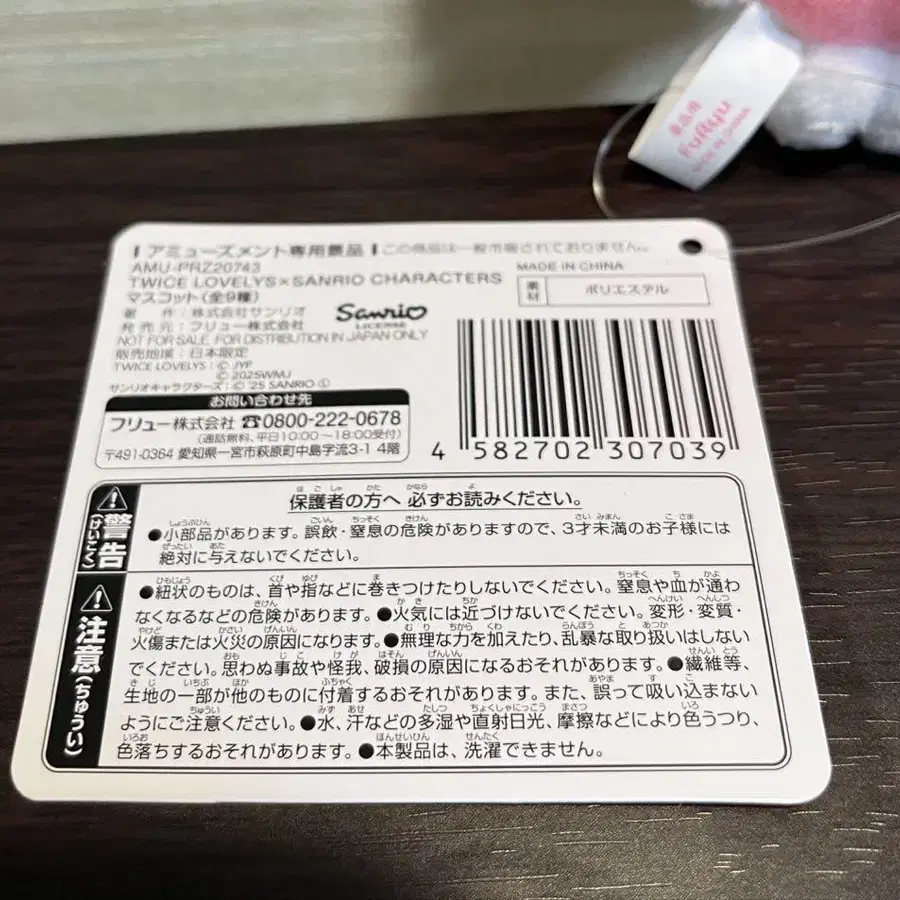 景品用
FuRyu
MADE IN CHINA
アミューズメント専用景品 この商品は一般市販されておりません。
AMU-PRZ20743
TWICE LOVELYS×SANRIO CHARACTERS
マスコット(全9種)
著作:株式会社サンリオ
発売元:フリュー株式会社
Sanrio
LICENSE
NOT FOR SALE. FOR DISTRIBUTION IN JAPAN ONLY
販売地域:日本限定
TWICE LOVELYS:© JYP
© 2025WMJ
サンリオキャラクターズ:© '25 SANRIO Ⓛ
MADE IN CHINA
素材 ポリエステル
お問い合わせ先
フリュー株式会社 ☎0800-222-0678
(通話無料、平日10:00～18:00受付)
〒491-0364 愛知県一宮市萩原町中島字流3-1 4階
4 582702 307039
警告(けいこく)
保護者の方へ 必ずお読みください。
●小部品があります。誤飲・窒息の危険がありますので、3才未満のお子様には
絶対に与えないでください。
注意(ちゅうい)
●紐状のものは、首や指などに巻きつけたりしないでください。窒息や血が通わ
なくなるなどの危険があります。●火気には近づけないでください。変形・変質・
火傷または火災の原因になります。●無理な力を加えたり、乱暴な取り扱いはしない
でください。思わぬ事故や怪我、破損の原因になるおそれがあります。●繊維等、
生地の一部が他のものに付着するおそれがあります。また、誤って吸い込まない
ようにご注意ください。●水、汗などの多湿や直射日光、摩擦などにより色うつり、
色落ちするおそれがあります。●本製品は、洗濯できません。